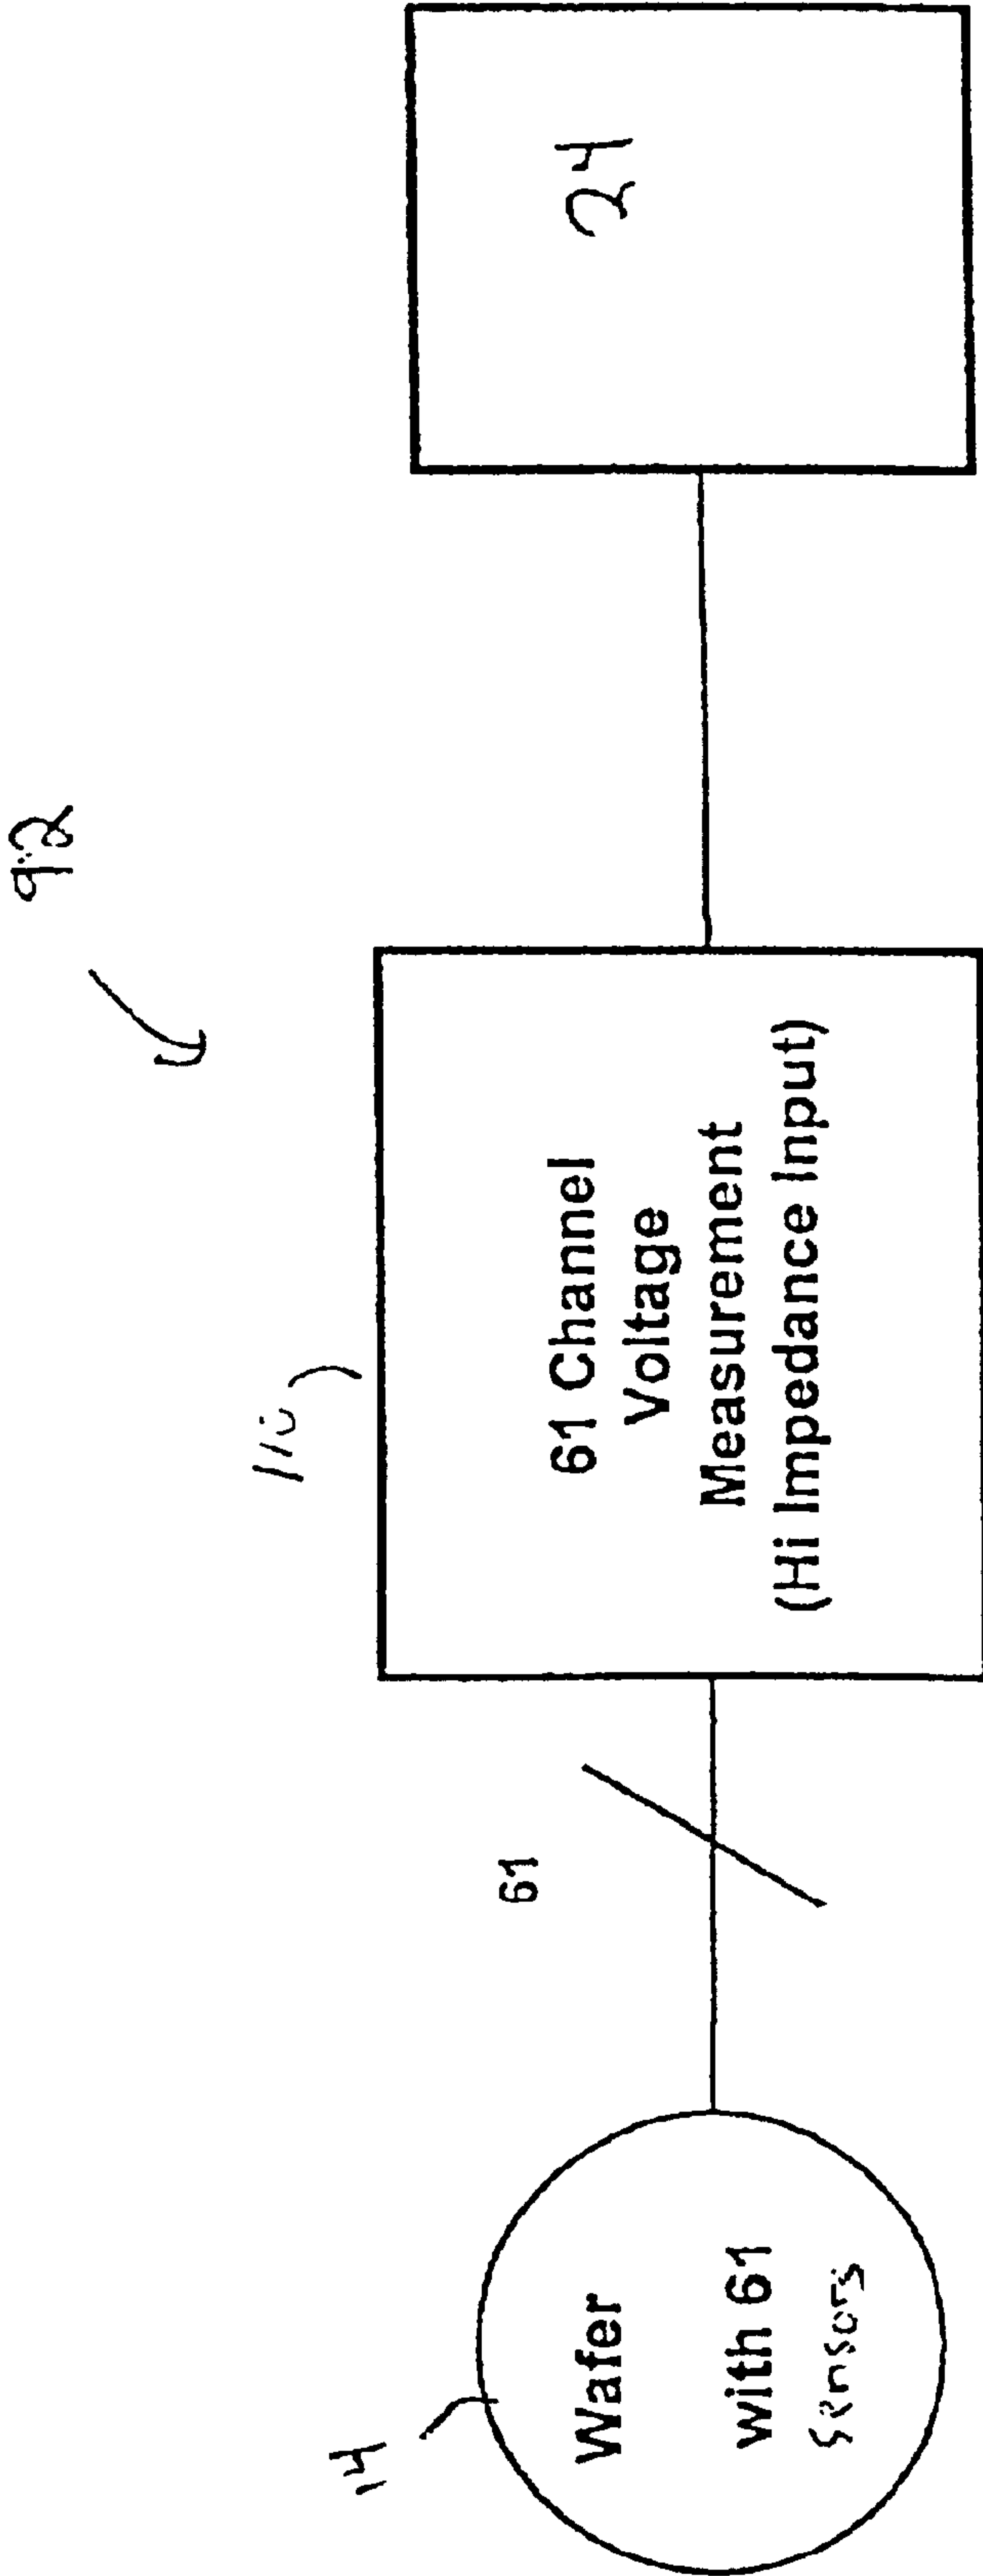 92
14
Wafer
with 61
Sensors
61
110
61 Channel
Voltage
Measurement
(Hi Impedance Input)
24